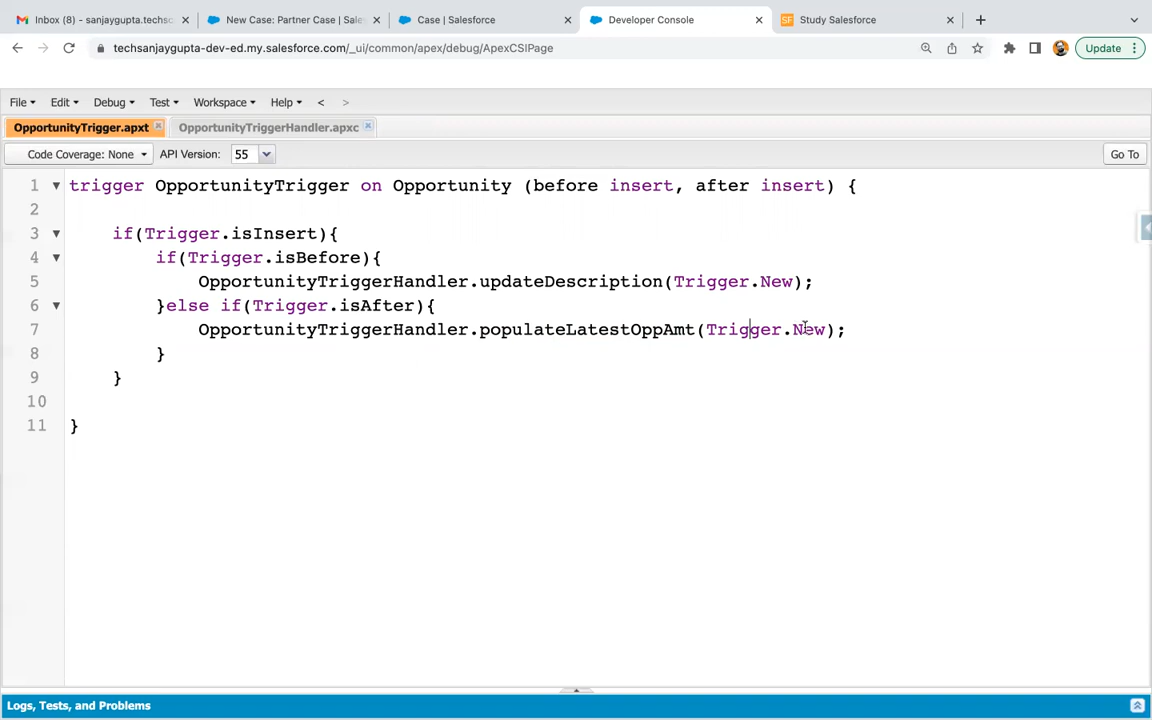 Inbox (8) - sanjaygupta.techsc
New Case: Partner Case | Sales
Case | Salesforce
Developer Console
SF Study Salesforce
techsanjaygupta-dev-ed.my.salesforce.com/_ui/common/apex/debug/ApexCSIPage
Update
File Edit Debug Test Workspace Help < >
OpportunityTrigger.apxt OpportunityTriggerHandler.apxc
Code Coverage: None API Version: 55 Go To
1 trigger OpportunityTrigger on Opportunity (before insert, after insert) {
2
3 if(Trigger.isInsert){
4 if(Trigger.isBefore){
5 OpportunityTriggerHandler.updateDescription(Trigger.New);
6 }else if(Trigger.isAfter){
7 OpportunityTriggerHandler.populateLatestOppAmt(Trigger.New);
8 }
9 }
10
11 }
Logs, Tests, and Problems